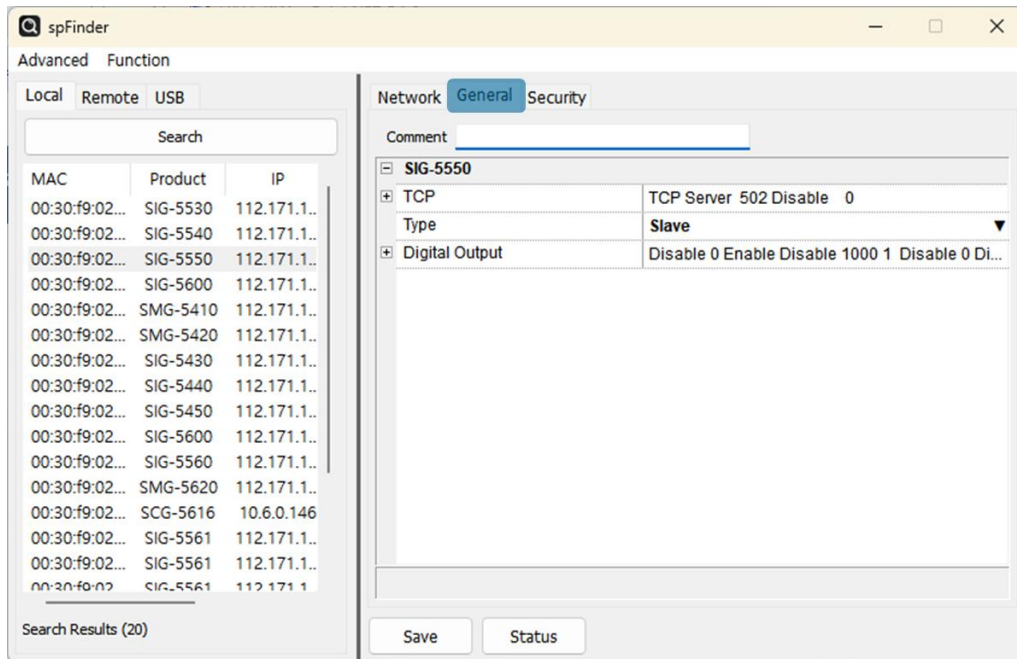 spFinder
Advanced Function
Local Remote USB
Search
MAC Product IP
00:30:f9:02... SIG-5530 112.171.1..
00:30:f9:02... SIG-5540 112.171.1..
00:30:f9:02... SIG-5550 112.171.1..
00:30:f9:02... SIG-5600 112.171.1..
00:30:f9:02... SMG-5410 112.171.1..
00:30:f9:02... SMG-5420 112.171.1..
00:30:f9:02... SIG-5430 112.171.1..
00:30:f9:02... SIG-5440 112.171.1..
00:30:f9:02... SIG-5450 112.171.1..
00:30:f9:02... SIG-5600 112.171.1..
00:30:f9:02... SIG-5560 112.171.1..
00:30:f9:02... SMG-5620 112.171.1..
00:30:f9:02... SCG-5616 10.6.0.146
00:30:f9:02... SIG-5561 112.171.1..
00:30:f9:02... SIG-5561 112.171.1..
00:30:f9:02 SIG-5561 112.171.1
Search Results (20)
Network General Security
Comment
SIG-5550
TCP TCP Server 502 Disable 0
Type Slave
Digital Output Disable 0 Enable Disable 1000 1 Disable 0 Di...
Save Status